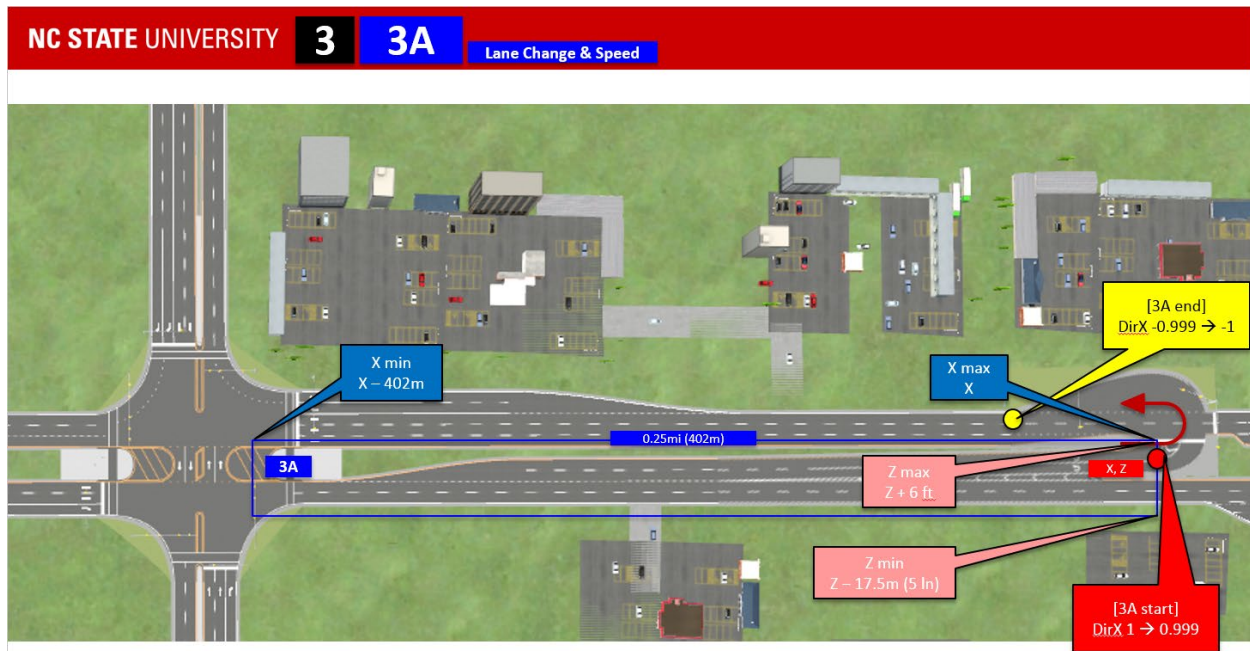 NC STATE UNIVERSITY
3
3A
Lane Change & Speed
[3A end]
DirX -0.999 → -1
X min
X – 402m
X max
X
0.25mi (402m)
3A
Z max
Z + 6 ft
X, Z
Z min
Z – 17.5m (5 ln)
[3A start]
DirX 1 → 0.999